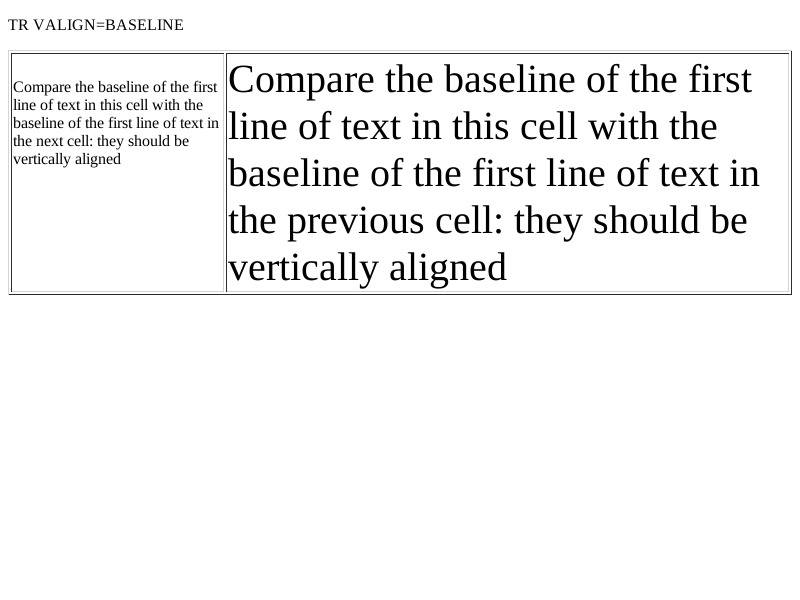 TR VALIGN=BASELINE
Compare the baseline of the first
line of text in this cell with the
baseline of the first line of text in
the next cell: they should be
vertically aligned
Compare the baseline of the first
line of text in this cell with the
baseline of the first line of text in
the previous cell: they should be
vertically aligned